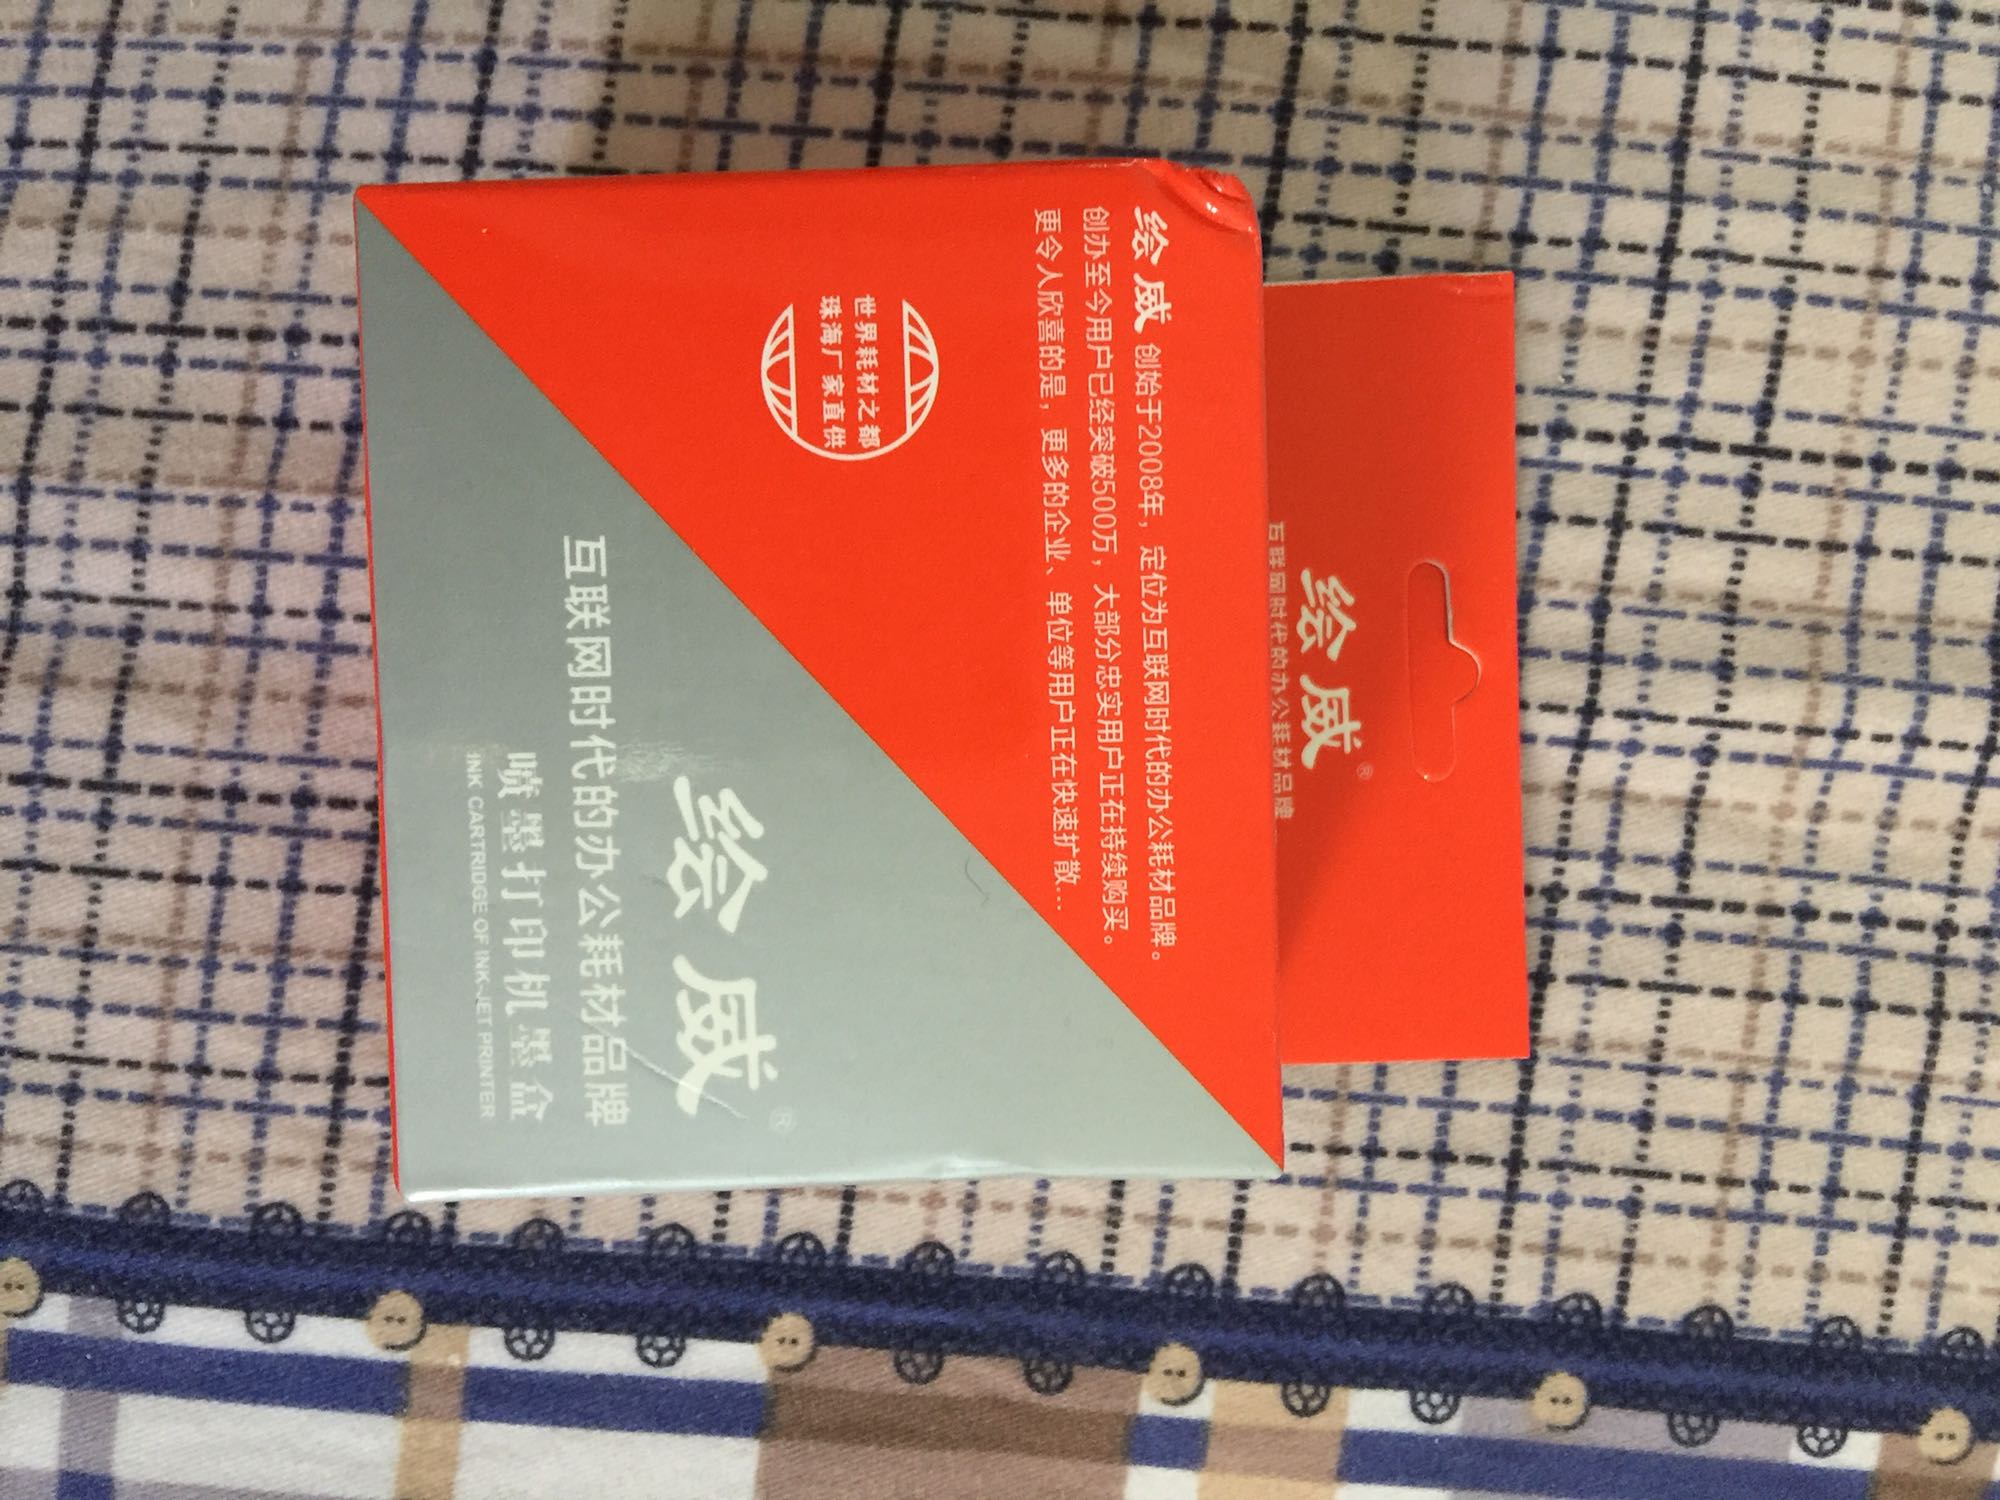 绘威®
互联网时代的办公耗材品牌
绘威 创始于2008年，定位为互联网时代的办公耗材品牌。
创办至今用户已经突破500万，大部分忠实用户正在持续购买。
更令人欣喜的是，更多的企业、单位等用户正在快速扩散...
世界耗材之都
珠海厂家直供
绘威®
互联网时代的办公耗材品牌
喷墨打印机墨盒
INK CARTRIDGE OF INK-JET PRINTER